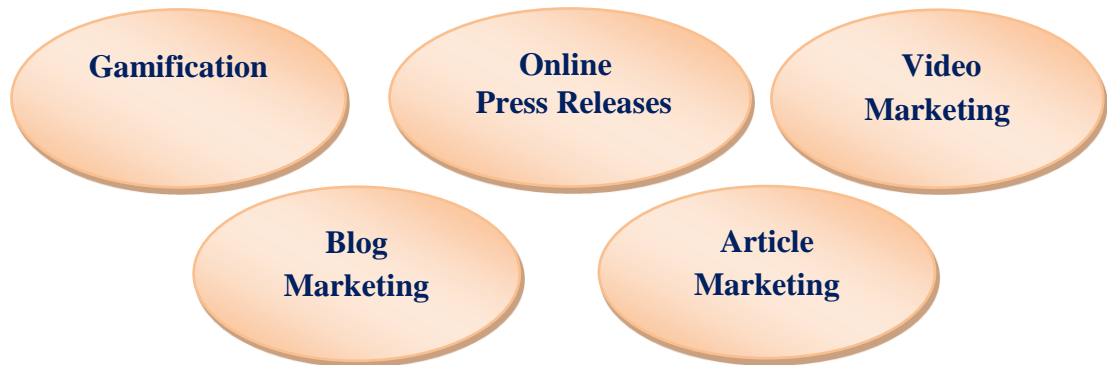 Gamification
Online
Press Releases
Video
Marketing
Blog
Marketing
Article
Marketing